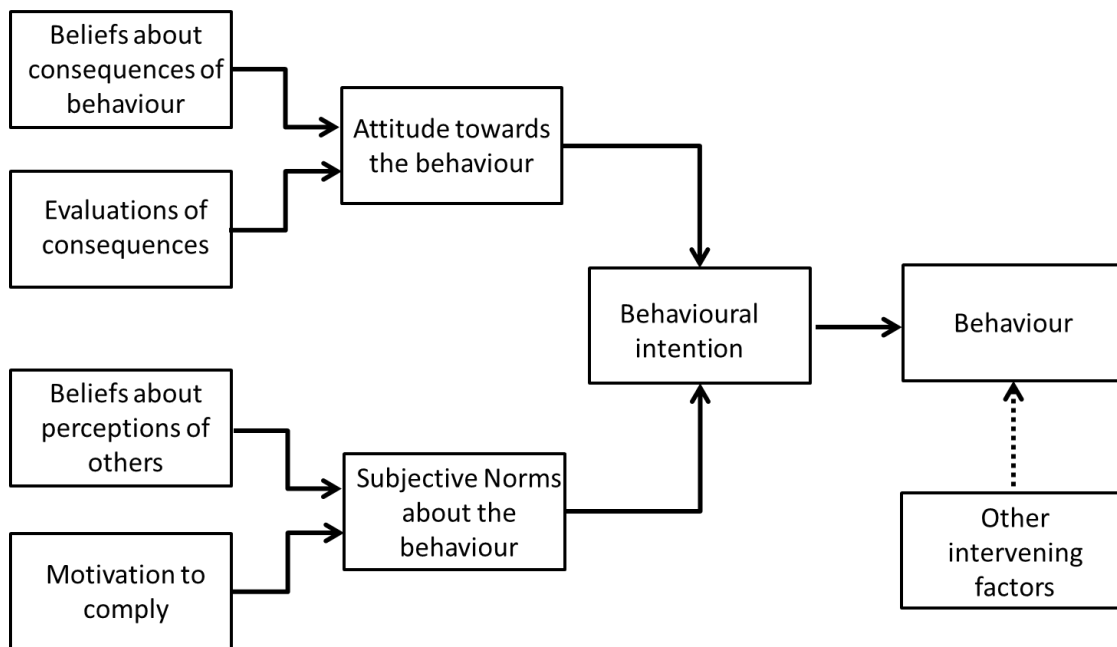 Beliefs about
consequences of
behaviour
Attitude towards
the behaviour
Evaluations of
consequences
Behavioural
intention
Behaviour
Beliefs about
perceptions of
others
Subjective Norms
about the
behaviour
Motivation to
comply
Other
intervening
factors